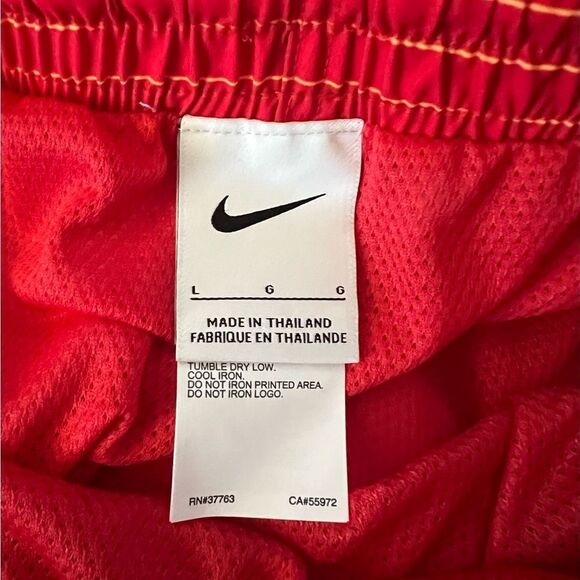 L G G
MADE IN THAILAND
FABRIQUE EN THAILANDE
TUMBLE DRY LOW.
COOL IRON.
DO NOT IRON PRINTED AREA.
DO NOT IRON LOGO.
RN#37763 CA#55972